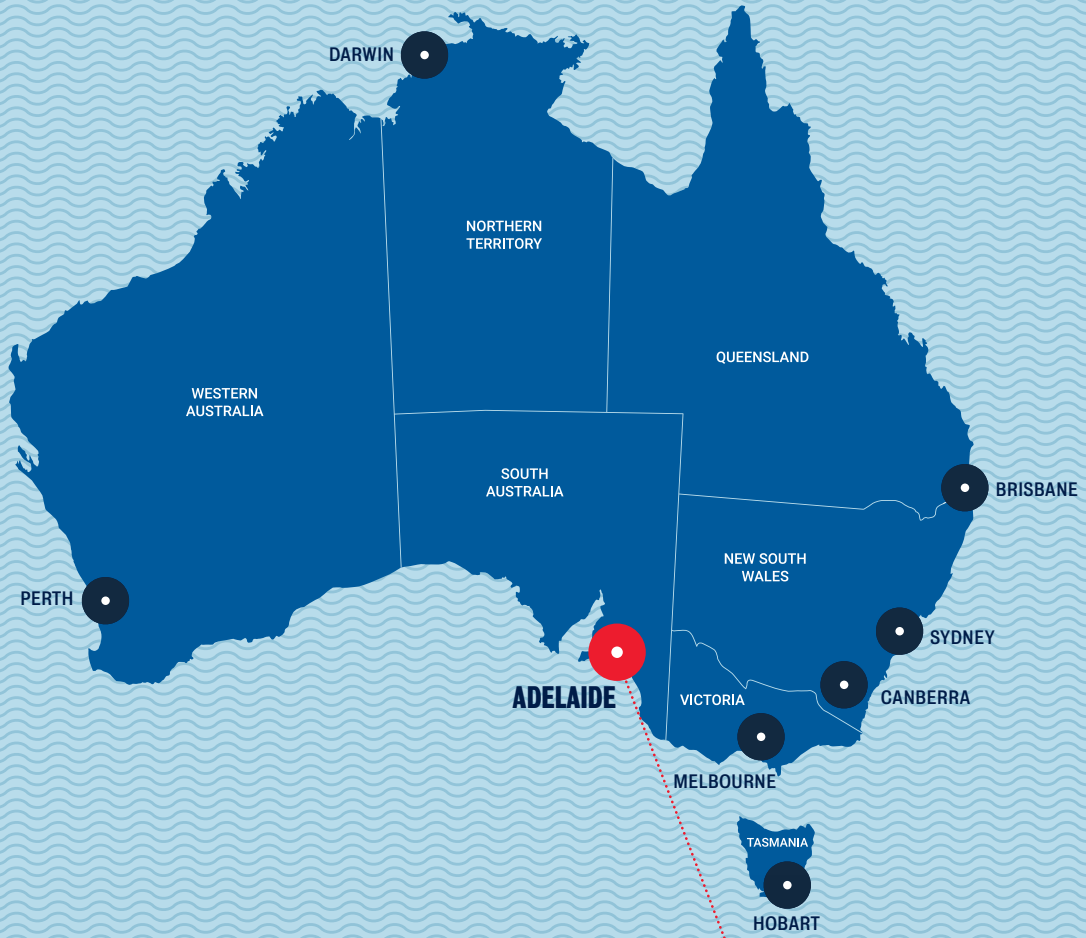 DARWIN
NORTHERN
TERRITORY
QUEENSLAND
WESTERN
AUSTRALIA
SOUTH
AUSTRALIA
BRISBANE
NEW SOUTH
WALES
PERTH
SYDNEY
ADELAIDE
VICTORIA
CANBERRA
MELBOURNE
TASMANIA
HOBART